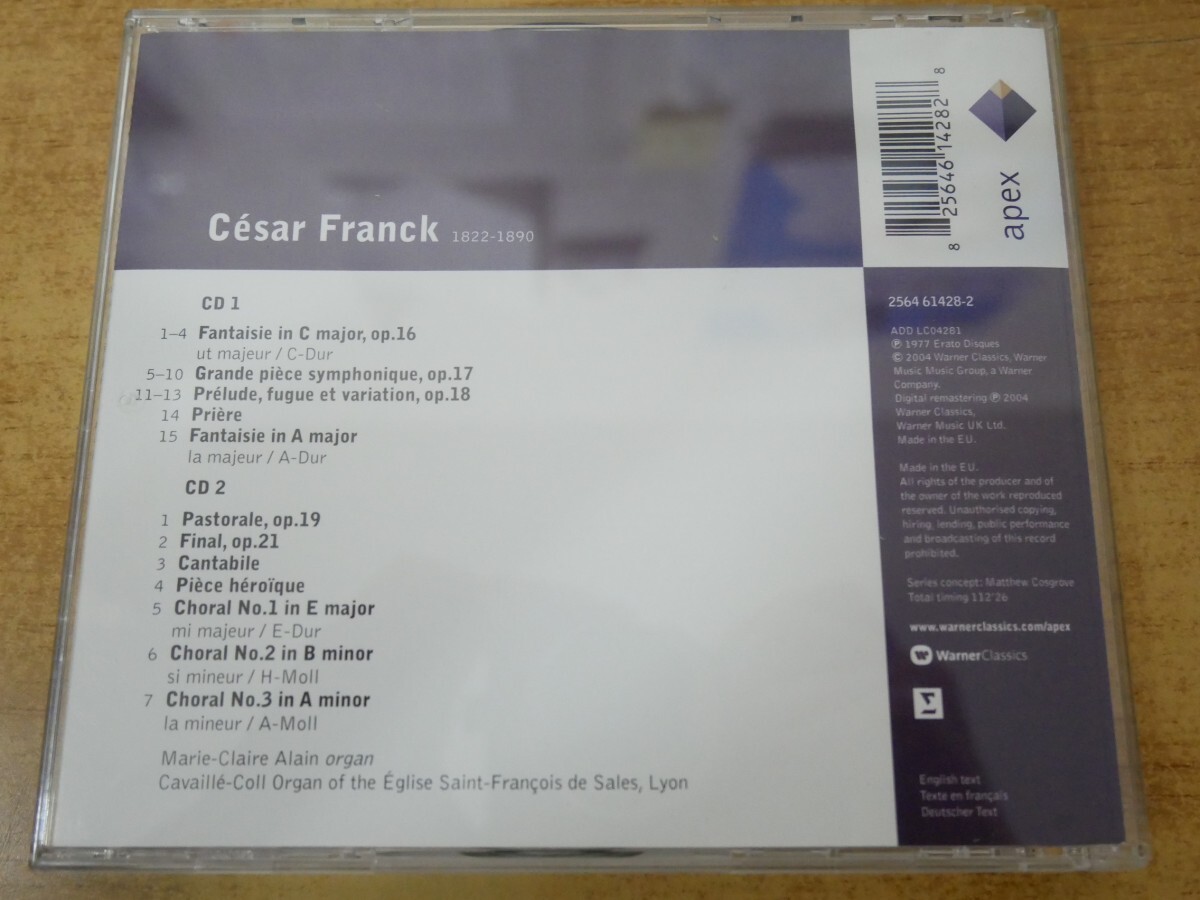 César Franck 1822-1890
CD 1
1–4 Fantaisie in C major, op.16
ut majeur / C-Dur
5–10 Grande pièce symphonique, op.17
11–13 Prélude, fugue et variation, op.18
14 Prière
15 Fantaisie in A major
la majeur / A-Dur
CD 2
1 Pastorale, op.19
2 Final, op.21
3 Cantabile
4 Pièce héroïque
5 Choral No.1 in E major
mi majeur / E-Dur
6 Choral No.2 in B minor
si mineur / H-Moll
7 Choral No.3 in A minor
la mineur / A-Moll
Marie-Claire Alain organ
Cavaillé-Coll Organ of the Église Saint-François de Sales, Lyon
8 25646 14282 8
apex
2564 61428-2
ADD LC04281
℗ 1977 Erato Disques
© 2004 Warner Classics, Warner
Music Music Group, a Warner
Company.
Digital remastering ℗ 2004
Warner Classics,
Warner Music UK Ltd.
Made in the EU.
Made in the EU.
All rights of the producer and of
the owner of the work reproduced
reserved. Unauthorised copying,
hiring, lending, public performance
and broadcasting of this record
prohibited.
Series concept: Matthew Cosgrove
Total timing 112'26
www.warnerclassics.com/apex
WarnerClassics
English text
Texte en français
Deutscher Text